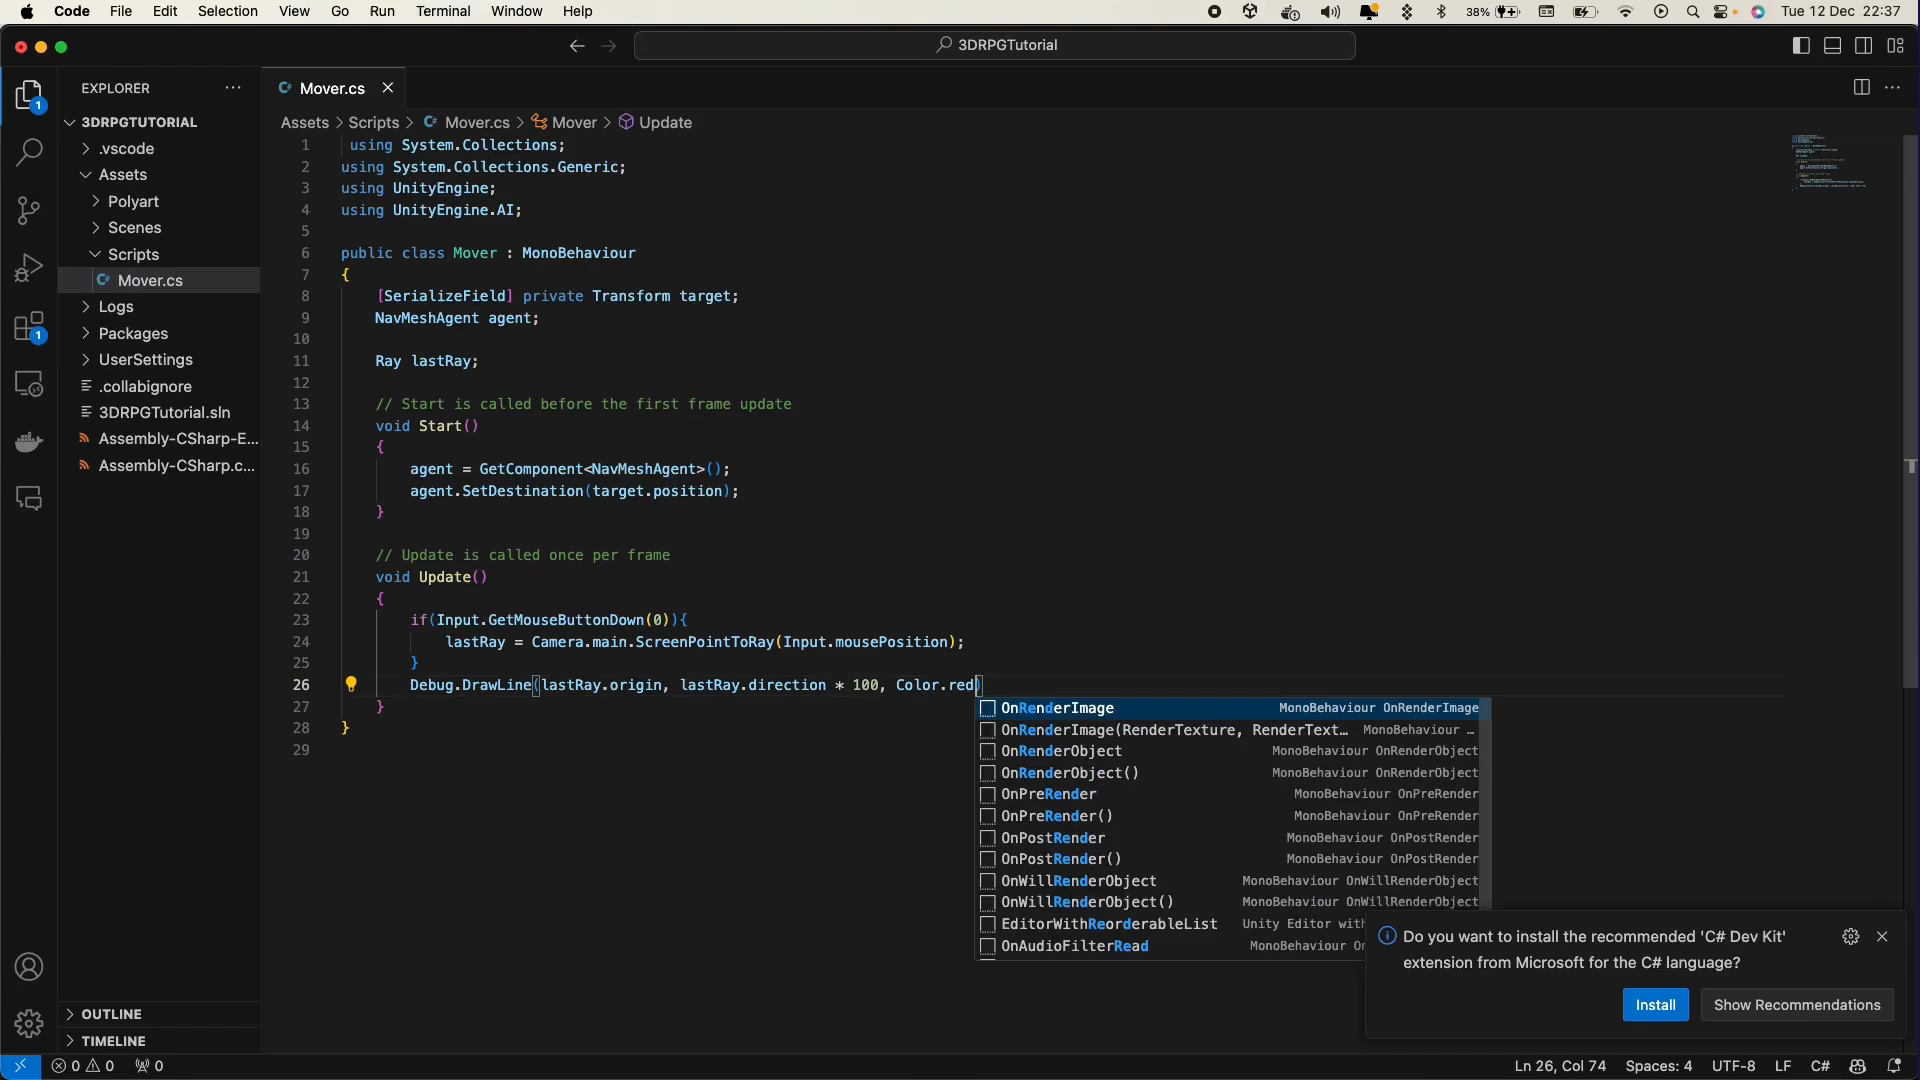 Code File Edit Selection View Go Run Terminal Window Help 38% Tue 12 Dec 22:37
3DRPGTutorial
EXPLORER
3DRPGTUTORIAL
.vscode
Assets
Polyart
Scenes
Scripts
Mover.cs
Logs
Packages
UserSettings
.collabignore
3DRPGTutorial.sln
Assembly-CSharp-E...
Assembly-CSharp.c...
OUTLINE
TIMELINE
1
1
Mover.cs
Assets > Scripts > Mover.cs > Mover > Update
1 using System.Collections;
2 using System.Collections.Generic;
3 using UnityEngine;
4 using UnityEngine.AI;
5
6 public class Mover : MonoBehaviour
7 {
8 [SerializeField] private Transform target;
9 NavMeshAgent agent;
10
11 Ray lastRay;
12
13 // Start is called before the first frame update
14 void Start()
15 {
16 agent = GetComponent<NavMeshAgent>();
17 agent.SetDestination(target.position);
18 }
19
20 // Update is called once per frame
21 void Update()
22 {
23 if(Input.GetMouseButtonDown(0)){
24 lastRay = Camera.main.ScreenPointToRay(Input.mousePosition);
25 }
26 Debug.DrawLine(lastRay.origin, lastRay.direction * 100, Color.red)
27 }
28 }
29
OnRenderImage MonoBehaviour OnRenderImage
OnRenderImage(RenderTexture, RenderText... MonoBehaviour ...
OnRenderObject MonoBehaviour OnRenderObject
OnRenderObject() MonoBehaviour OnRenderObject
OnPreRender MonoBehaviour OnPreRender
OnPreRender() MonoBehaviour OnPreRender
OnPostRender MonoBehaviour OnPostRender
OnPostRender() MonoBehaviour OnPostRender
OnWillRenderObject MonoBehaviour OnWillRenderObject
OnWillRenderObject() MonoBehaviour OnWillRenderObject
EditorWithReorderableList Unity Editor with
OnAudioFilterRead MonoBehaviour On
Do you want to install the recommended 'C# Dev Kit'
extension from Microsoft for the C# language?
Install Show Recommendations
0 0 0 Ln 26, Col 74 Spaces: 4 UTF-8 LF C#